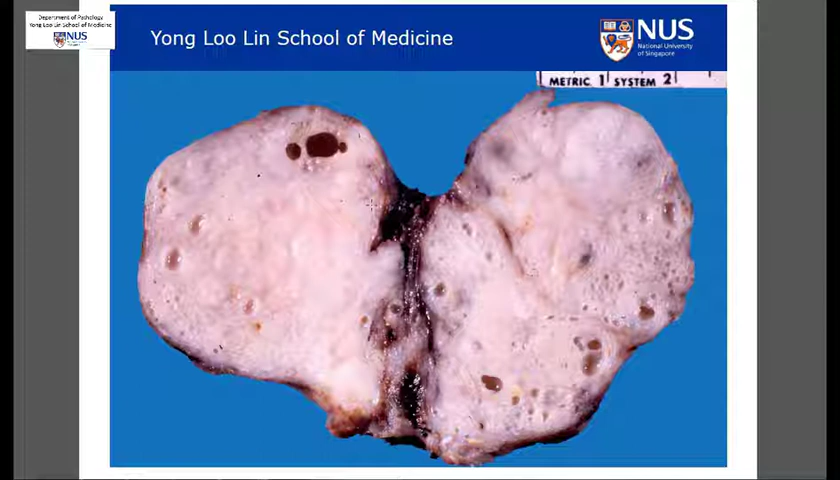 Department of Pathology
Yong Loo Lin School of Medicine
NUS
Yong Loo Lin School of Medicine
NUS
National University
of Singapore
METRIC 1 SYSTEM 2